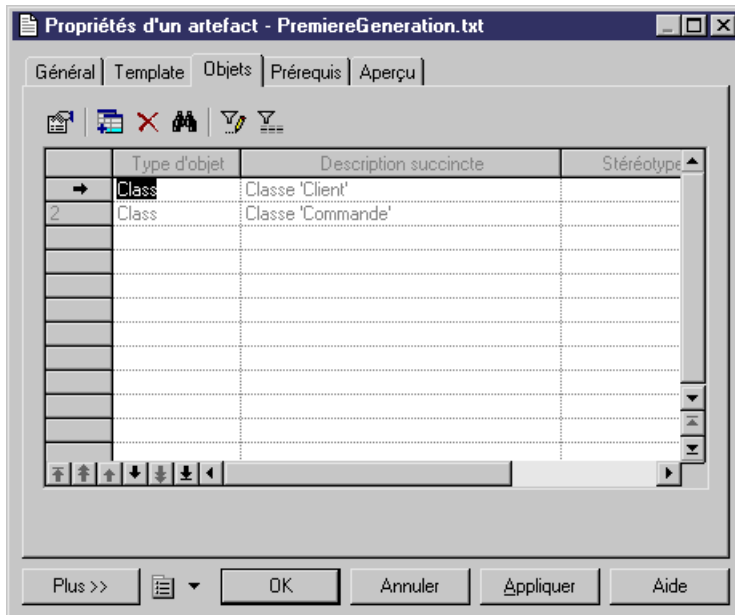 Propriétés d'un artefact - PremiereGeneration.txt
Général Template Objets Prérequis Aperçu
Type d'objet Description succincte Stéréotype
Class Classe 'Client'
2 Class Classe 'Commande'
Plus >> OK Annuler Appliquer Aide